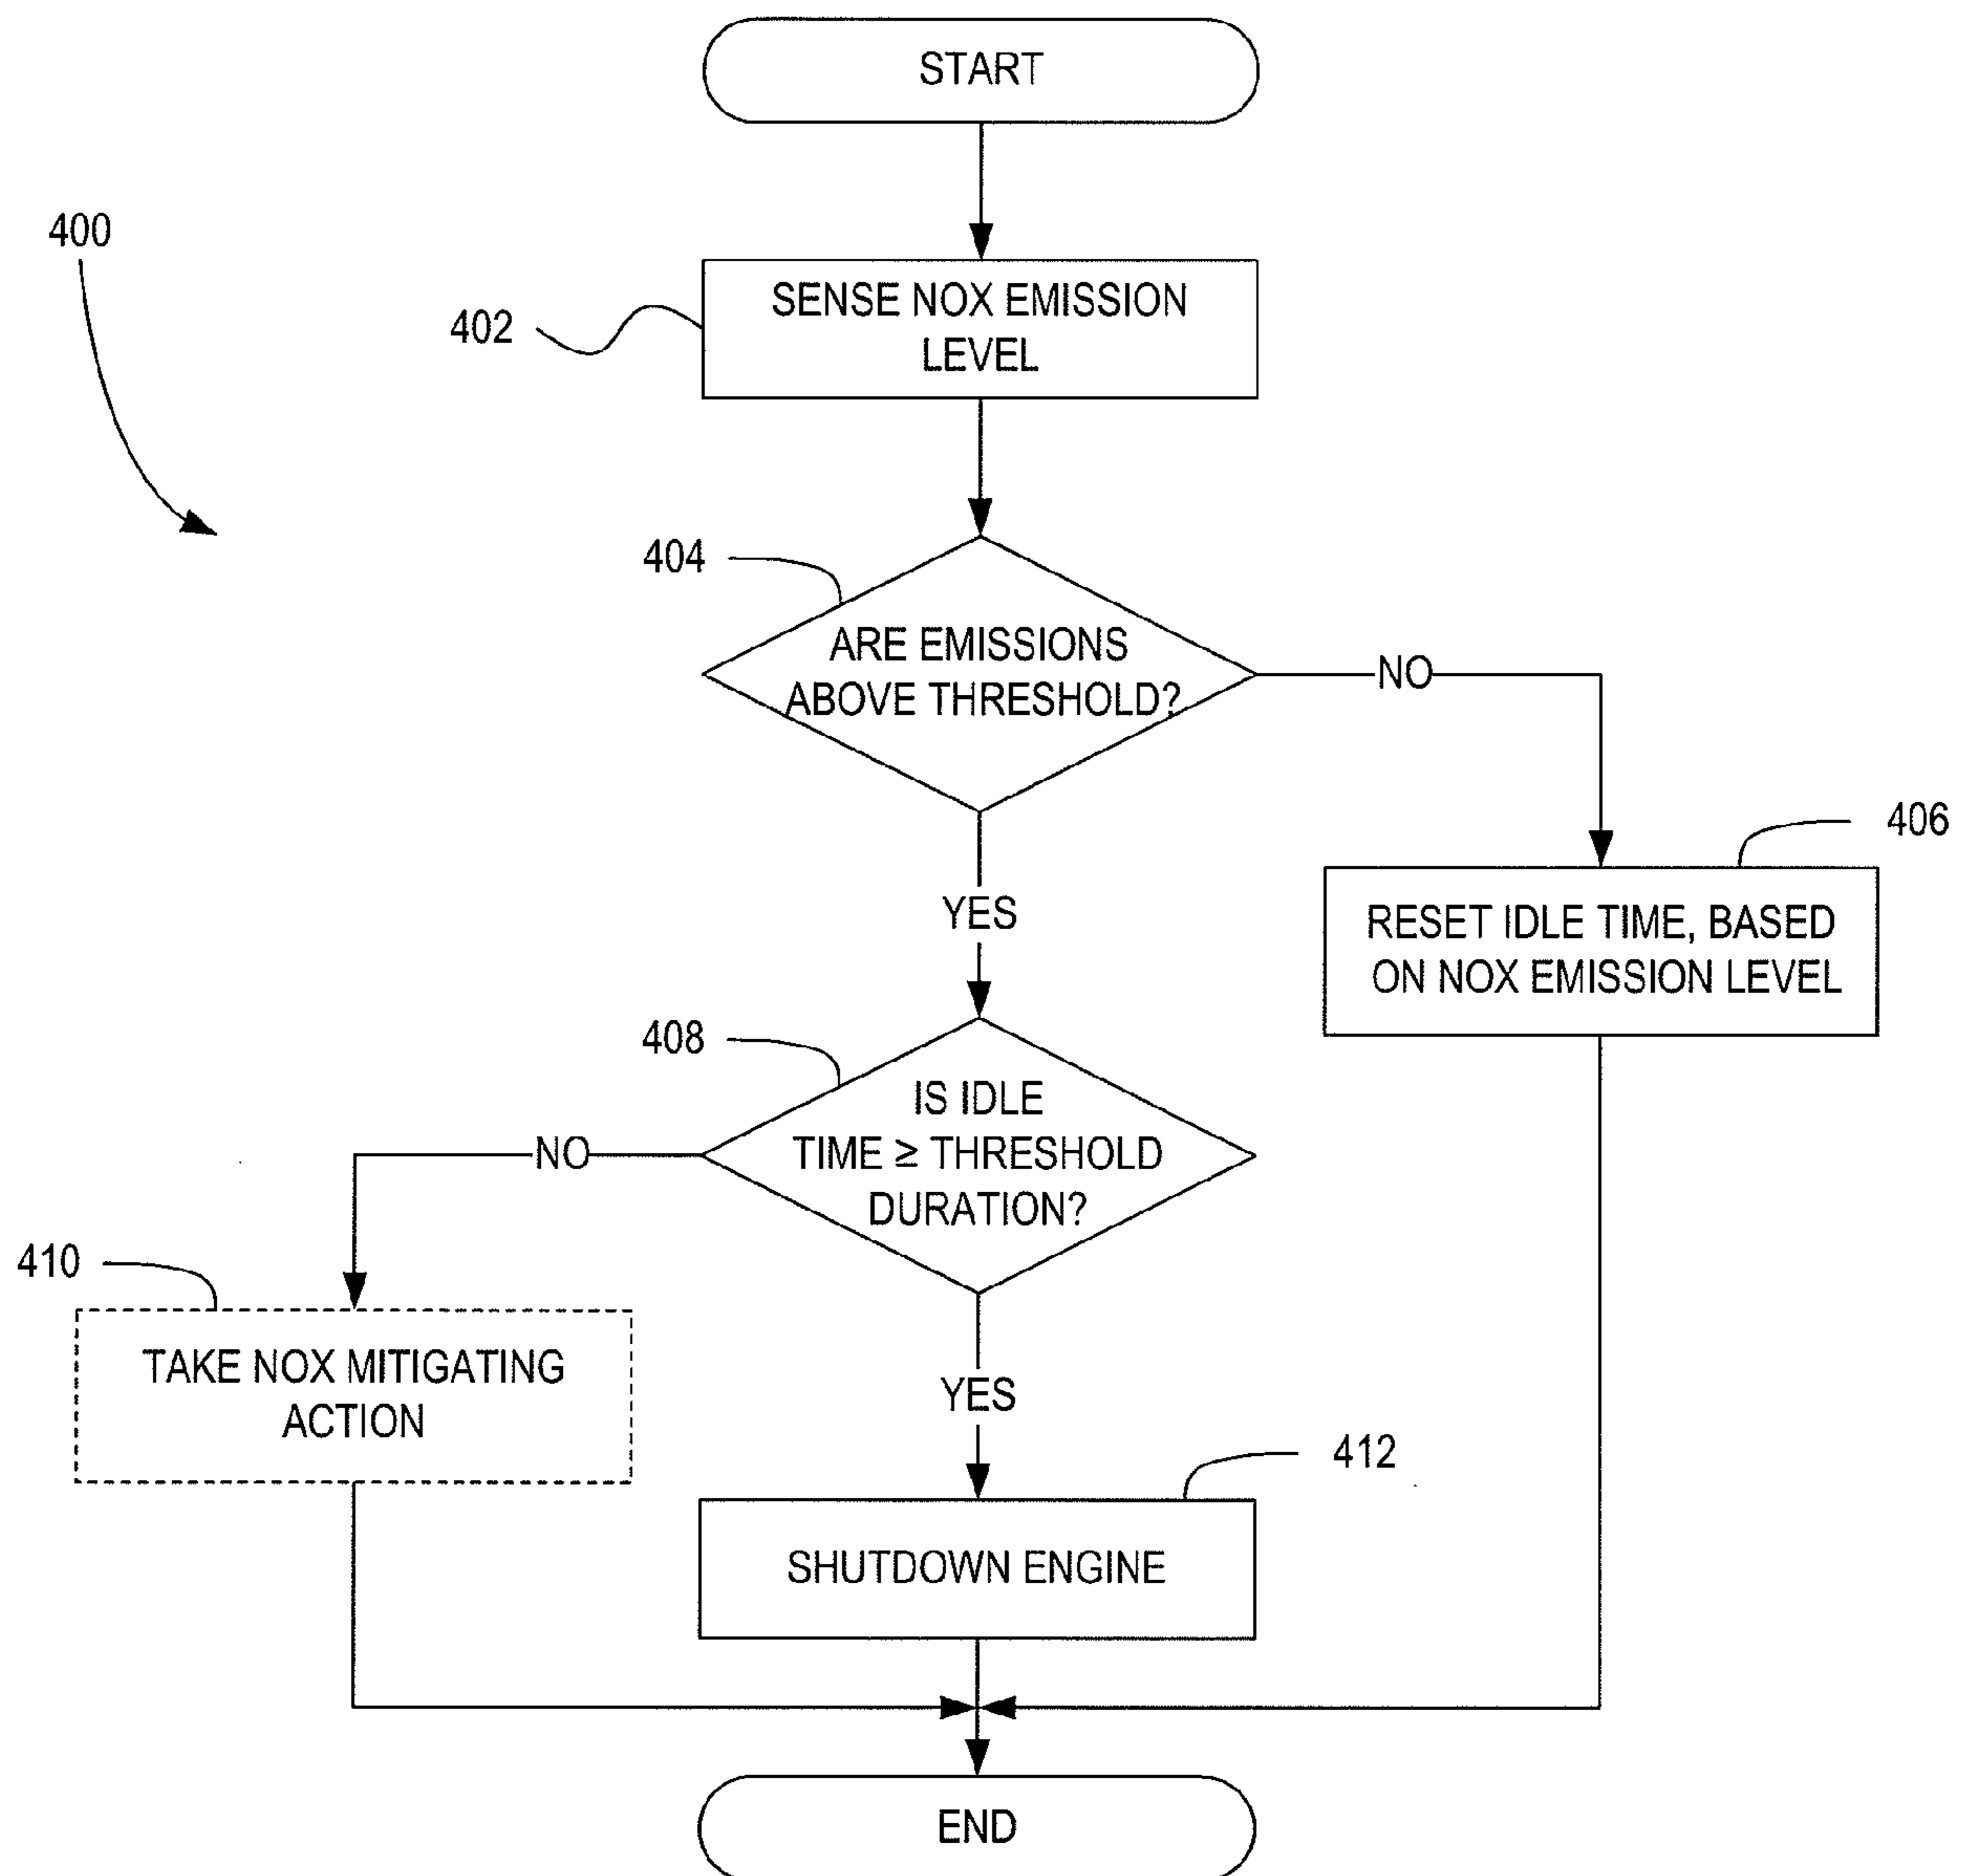 START
400
402
SENSE NOX EMISSION
LEVEL
404
ARE EMISSIONS
ABOVE THRESHOLD?
NO
406
RESET IDLE TIME, BASED
ON NOX EMISSION LEVEL
YES
408
IS IDLE
TIME ≥ THRESHOLD
DURATION?
NO
410
TAKE NOX MITIGATING
ACTION
YES
412
SHUTDOWN ENGINE
END